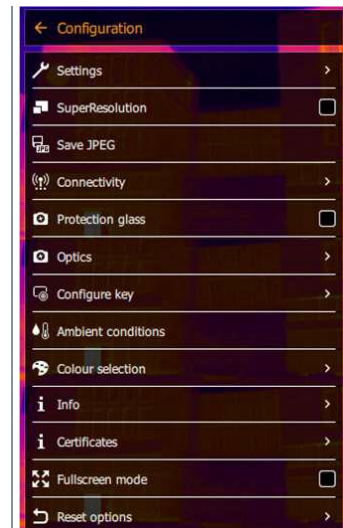 Configuration
Settings
SuperResolution
Save JPEG
Connectivity
Protection glass
Optics
Configure key
Ambient conditions
Colour selection
Info
Certificates
Fullscreen mode
Reset options